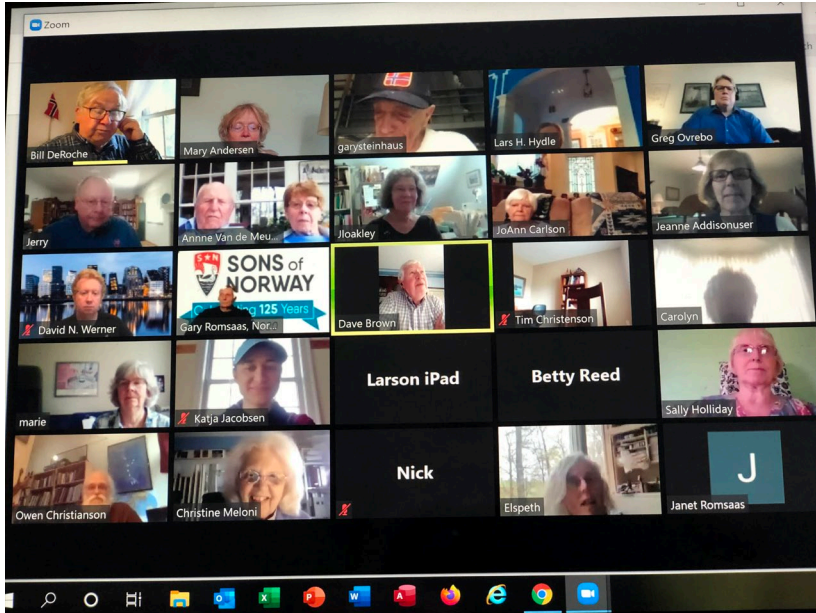 Zoom
Bill DeRoche
Mary Andersen
garysteinhaus
Lars H. Hydle
Greg Ovrebo
Jerry
Annne Van de Meu...
Jloakley
JoAnn Carlson
Jeanne Addisonuser
David N. Werner
S N
SONS of
NORWAY
125 Years
Gary Romsaas, Nor...
Dave Brown
Tim Christenson
Carolyn
marie
Katja Jacobsen
Larson iPad
Betty Reed
Sally Holliday
Owen Christianson
Christine Meloni
Nick
Elspeth
J
Janet Romsaas